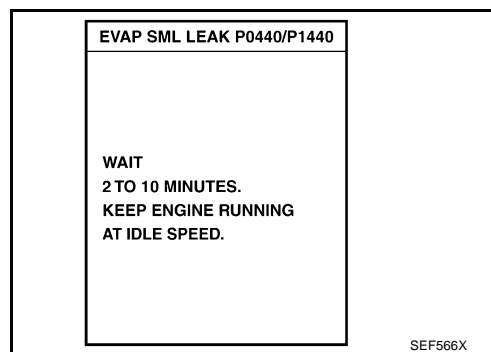 EVAP SML LEAK P0440/P1440
WAIT
2 TO 10 MINUTES.
KEEP ENGINE RUNNING
AT IDLE SPEED.
SEF566X